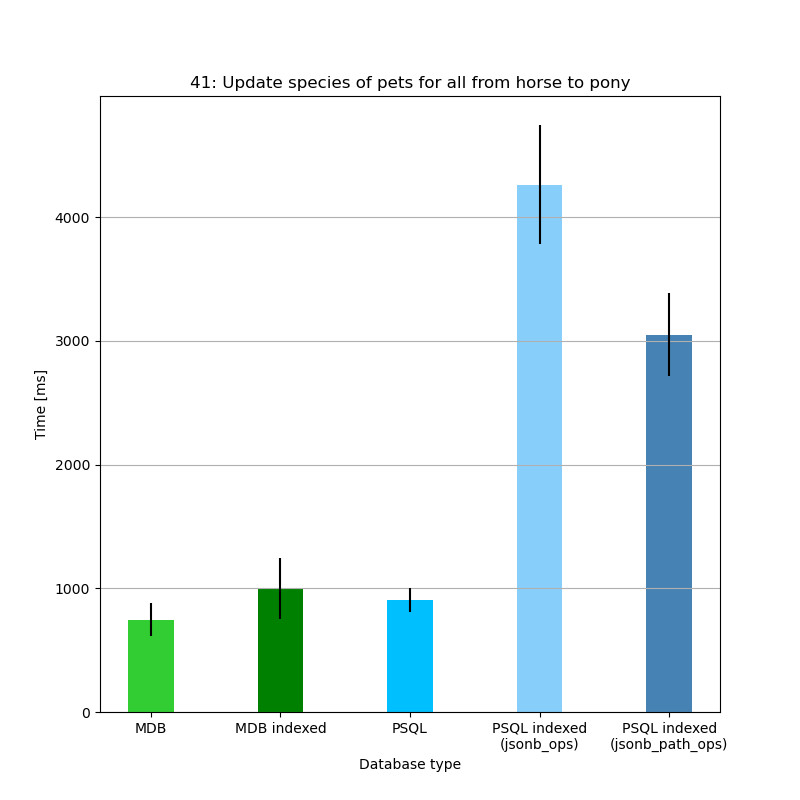 41: Update species of pets for all from horse to pony
Time [ms]
4000
3000
2000
1000
0
MDB
MDB indexed
PSQL
PSQL indexed
(jsonb_ops)
PSQL indexed
(jsonb_path_ops)
Database type